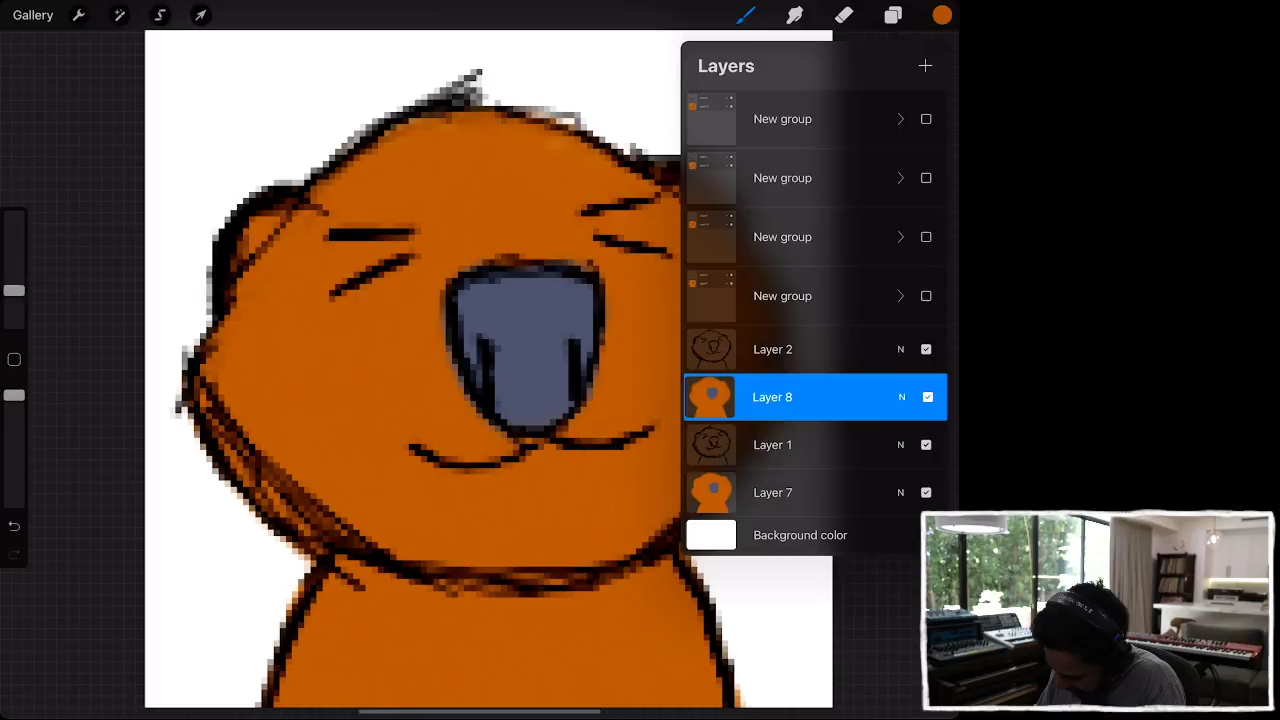 Gallery
Layers
New group
New group
New group
New group
Layer 2 N
Layer 8 N
Layer 1 N
Layer 7 N
Background color